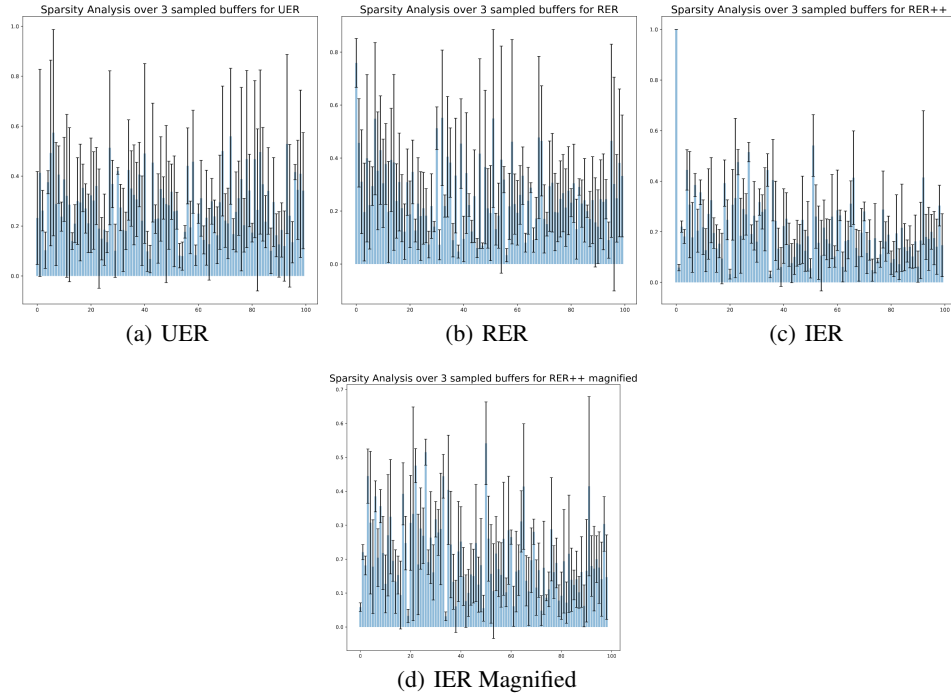 Sparsity Analysis over 3 sampled buffers for UER
1.0
0.8
0.6
0.4
0.2
0.0
0 20 40 60 80 100
(a) UER
Sparsity Analysis over 3 sampled buffers for RER
0.8
0.6
0.4
0.2
0.0
0 20 40 60 80 100
(b) RER
Sparsity Analysis over 3 sampled buffers for RER++
1.0
0.8
0.6
0.4
0.2
0.0
0 20 40 60 80 100
(c) IER
Sparsity Analysis over 3 sampled buffers for RER++ magnified
0.7
0.6
0.5
0.4
0.3
0.2
0.1
0.0
0 20 40 60 80 100
(d) IER Magnified